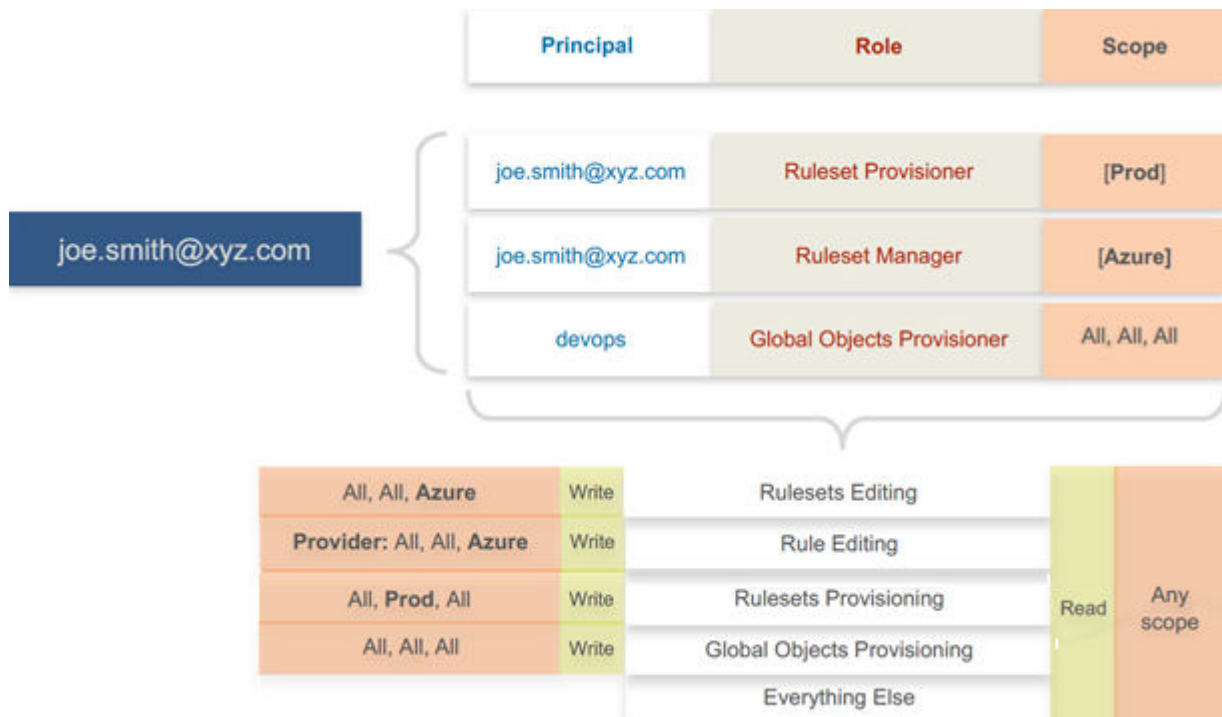 Principal Role Scope
joe.smith@xyz.com Ruleset Provisioner [Prod]
joe.smith@xyz.com
joe.smith@xyz.com Ruleset Manager [Azure]
devops Global Objects Provisioner All, All, All
All, All, Azure Write Rulesets Editing
Provider: All, All, Azure Write Rule Editing
All, Prod, All Write Rulesets Provisioning
Read
Any
scope
All, All, All Write Global Objects Provisioning
Everything Else